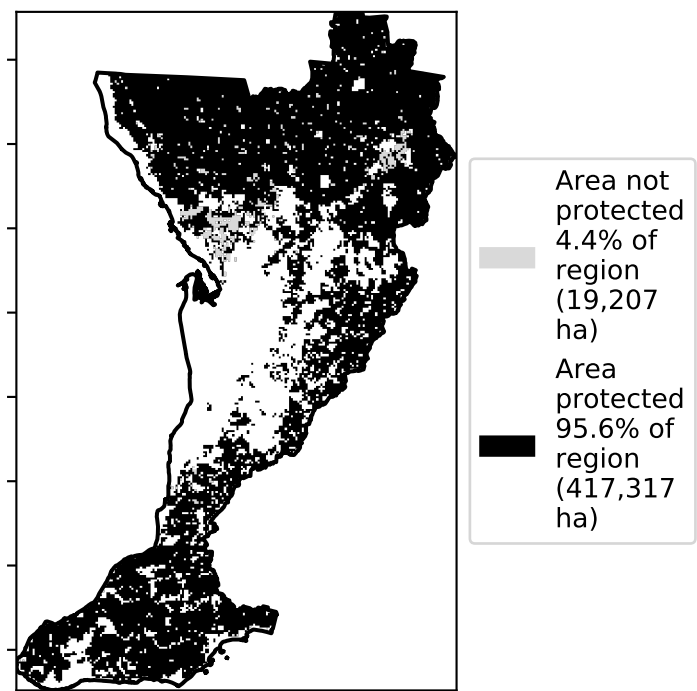 Area not
protected
4.4% of
region
(19,207
ha)
Area
protected
95.6% of
region
(417,317
ha)